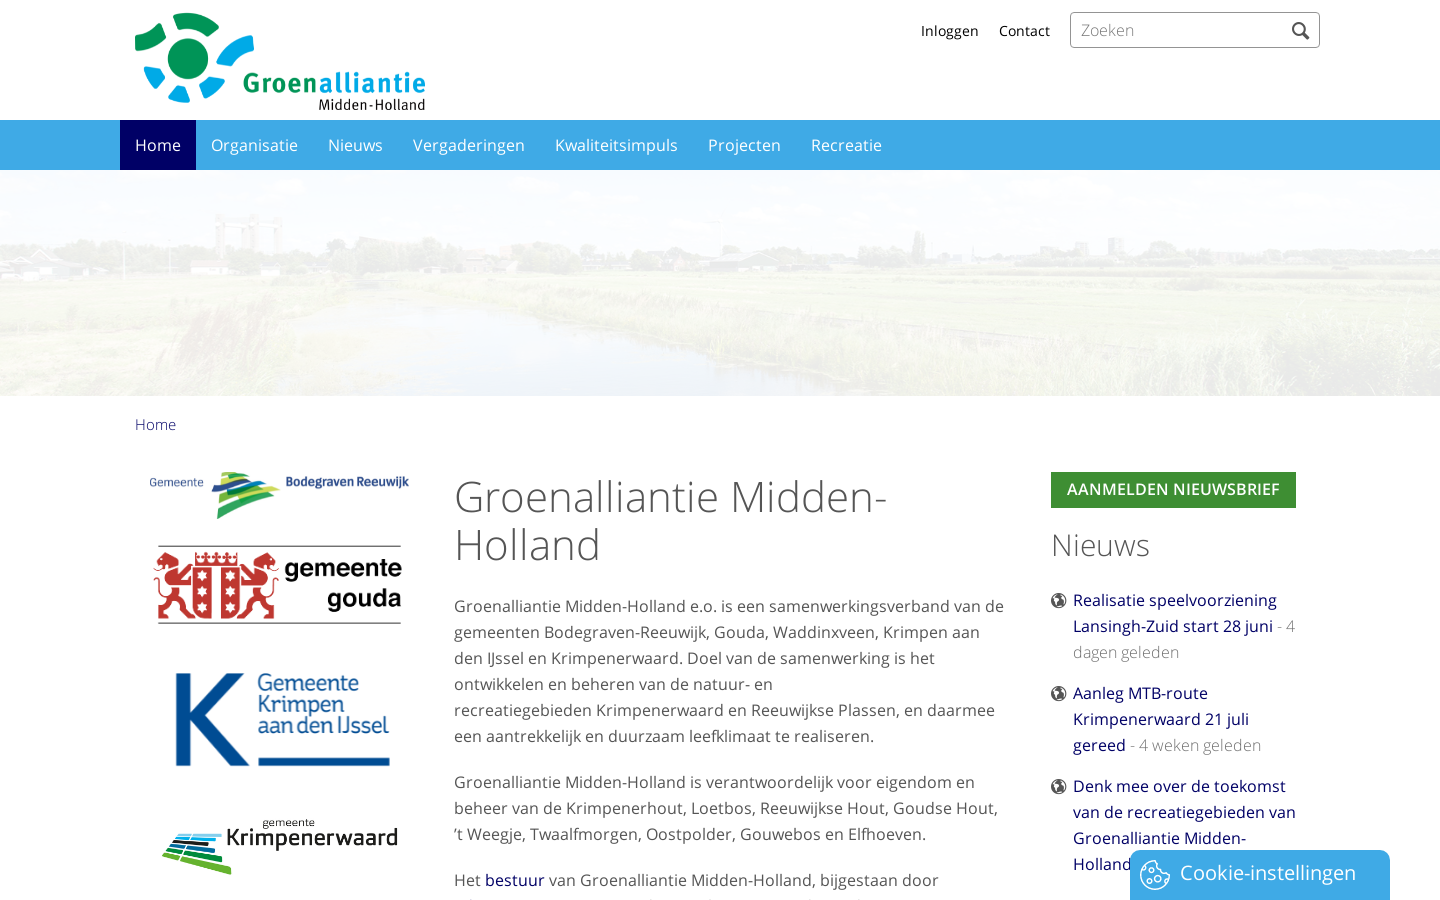 Groenalliantie
Midden-Holland
Inloggen
Contact
Zoeken
Home
Organisatie
Nieuws
Vergaderingen
Kwaliteitsimpuls
Projecten
Recreatie
Home
Gemeente Bodegraven Reeuwijk
gemeente
gouda
Gemeente
Krimpen
aan den IJssel
gemeente
Krimpenerwaard
Groenalliantie Midden-
Holland
Groenalliantie Midden-Holland e.o. is een samenwerkingsverband van de
gemeenten Bodegraven-Reeuwijk, Gouda, Waddinxveen, Krimpen aan
den IJssel en Krimpenerwaard. Doel van de samenwerking is het
ontwikkelen en beheren van de natuur- en
recreatiegebieden Krimpenerwaard en Reeuwijkse Plassen, en daarmee
een aantrekkelijk en duurzaam leefklimaat te realiseren.
Groenalliantie Midden-Holland is verantwoordelijk voor eigendom en
beheer van de Krimpenerhout, Loetbos, Reeuwijkse Hout, Goudse Hout,
’t Weegje, Twaalfmorgen, Oostpolder, Gouwebos en Elfhoeven.
Het bestuur van Groenalliantie Midden-Holland, bijgestaan door
AANMELDEN NIEUWSBRIEF
Nieuws
Realisatie speelvoorziening
Lansingh-Zuid start 28 juni - 4
dagen geleden
Aanleg MTB-route
Krimpenerwaard 21 juli
gereed - 4 weken geleden
Denk mee over de toekomst
van de recreatiegebieden van
Groenalliantie Midden-
Holland
Cookie-instellingen